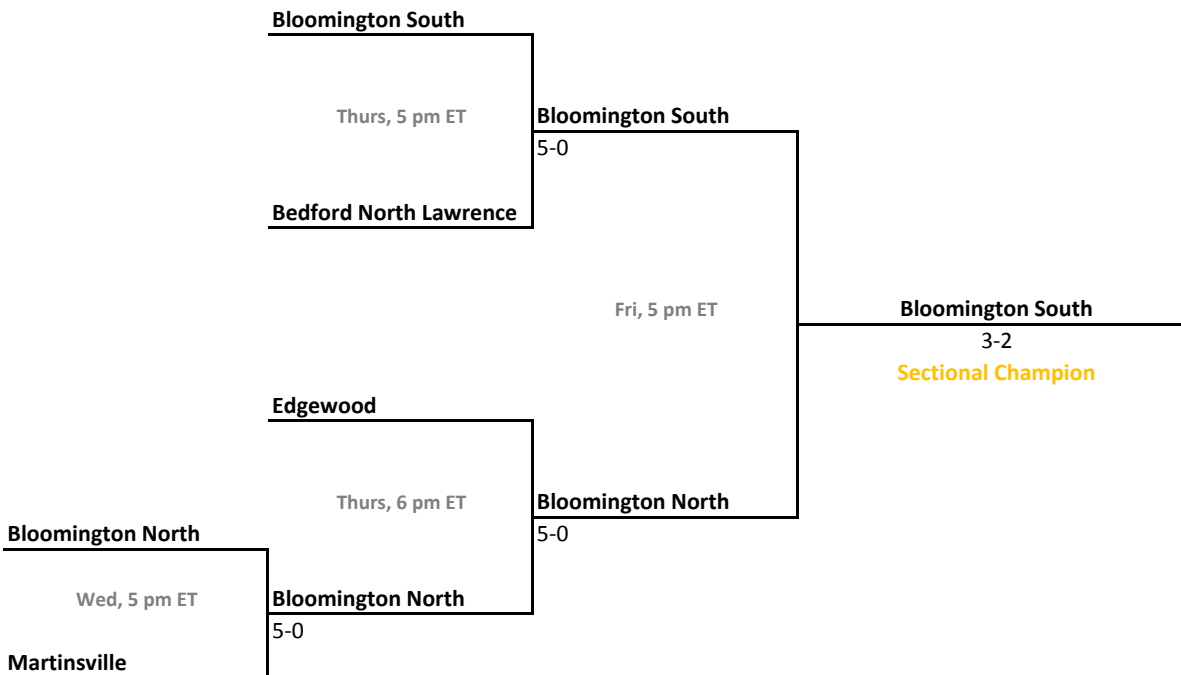 Bloomington South
Thurs, 5 pm ET
Bloomington South
5-0
Bedford North Lawrence
Fri, 5 pm ET
Bloomington South
3-2
Sectional Champion
Edgewood
Thurs, 6 pm ET
Bloomington North
5-0
Bloomington North
Wed, 5 pm ET
Bloomington North
5-0
Martinsville